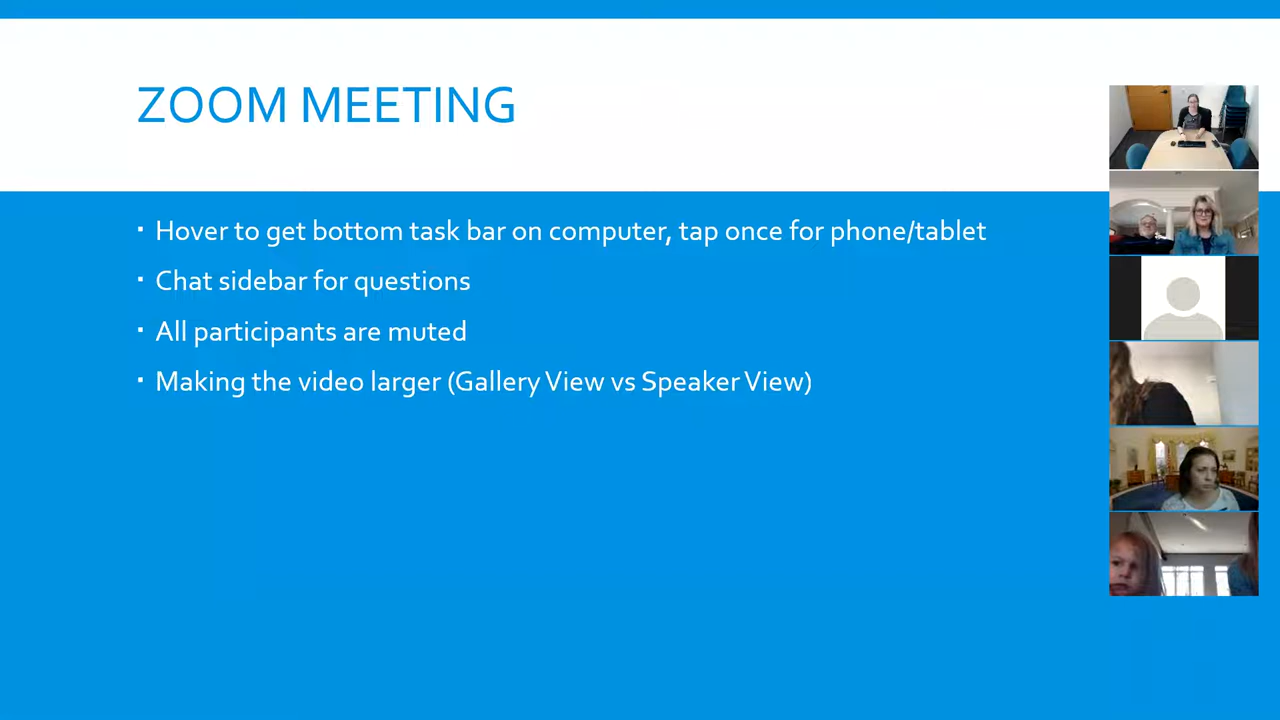 ZOOM MEETING
▪ Hover to get bottom task bar on computer, tap once for phone/tablet
▪ Chat sidebar for questions
▪ All participants are muted
▪ Making the video larger (Gallery View vs Speaker View)